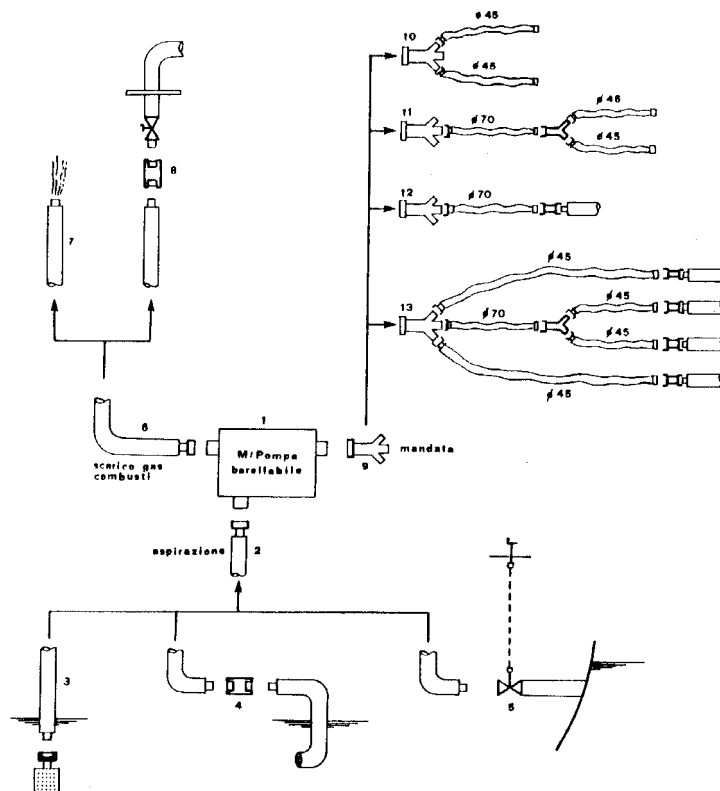 ø 45
10
ø 45
11
ø 70
ø 45
ø 45
8
7
12
ø 70
ø 45
13
ø 70
ø 45
ø 45
ø 45
6
1
M/Pompa
barellabile
scarico gas
combusti
9
mandata
aspirazione
2
3
4
5